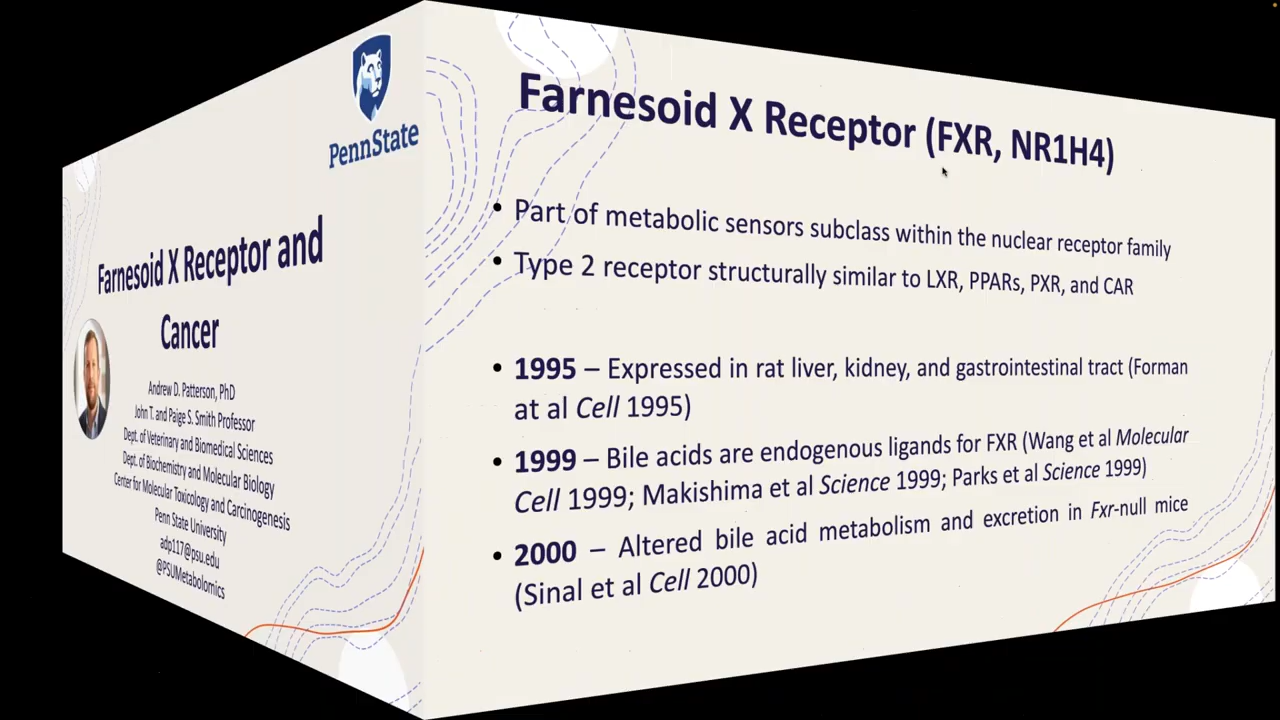 PennState
Farnesoid X Receptor and
Cancer
Andrew D. Patterson, PhD
John T. and Paige S. Smith Professor
Dept. of Veterinary and Biomedical Sciences
Dept. of Biochemistry and Molecular Biology
Center for Molecular Toxicology and Carcinogenesis
Penn State University
adp117@psu.edu
@PSUMetabolomics
Farnesoid X Receptor (FXR, NR1H4)
• Part of metabolic sensors subclass within the nuclear receptor family
• Type 2 receptor structurally similar to LXR, PPARs, PXR, and CAR
• 1995 – Expressed in rat liver, kidney, and gastrointestinal tract (Forman
at al Cell 1995)
• 1999 – Bile acids are endogenous ligands for FXR (Wang et al Molecular
Cell 1999; Makishima et al Science 1999; Parks et al Science 1999)
• 2000 – Altered bile acid metabolism and excretion in Fxr-null mice
(Sinal et al Cell 2000)